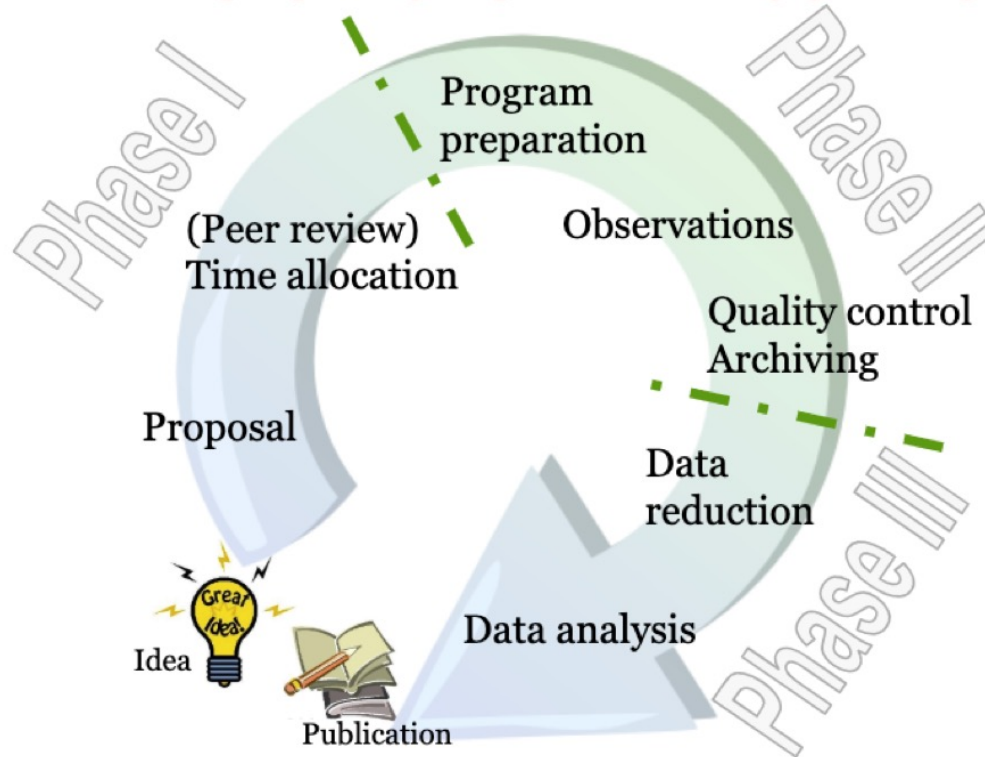 Phase I
Program
preparation
Phase II
(Peer review)
Time allocation
Observations
Quality control
Archiving
Proposal
Data
reduction
Phase III
Great
Idea!
Idea
Data analysis
Publication